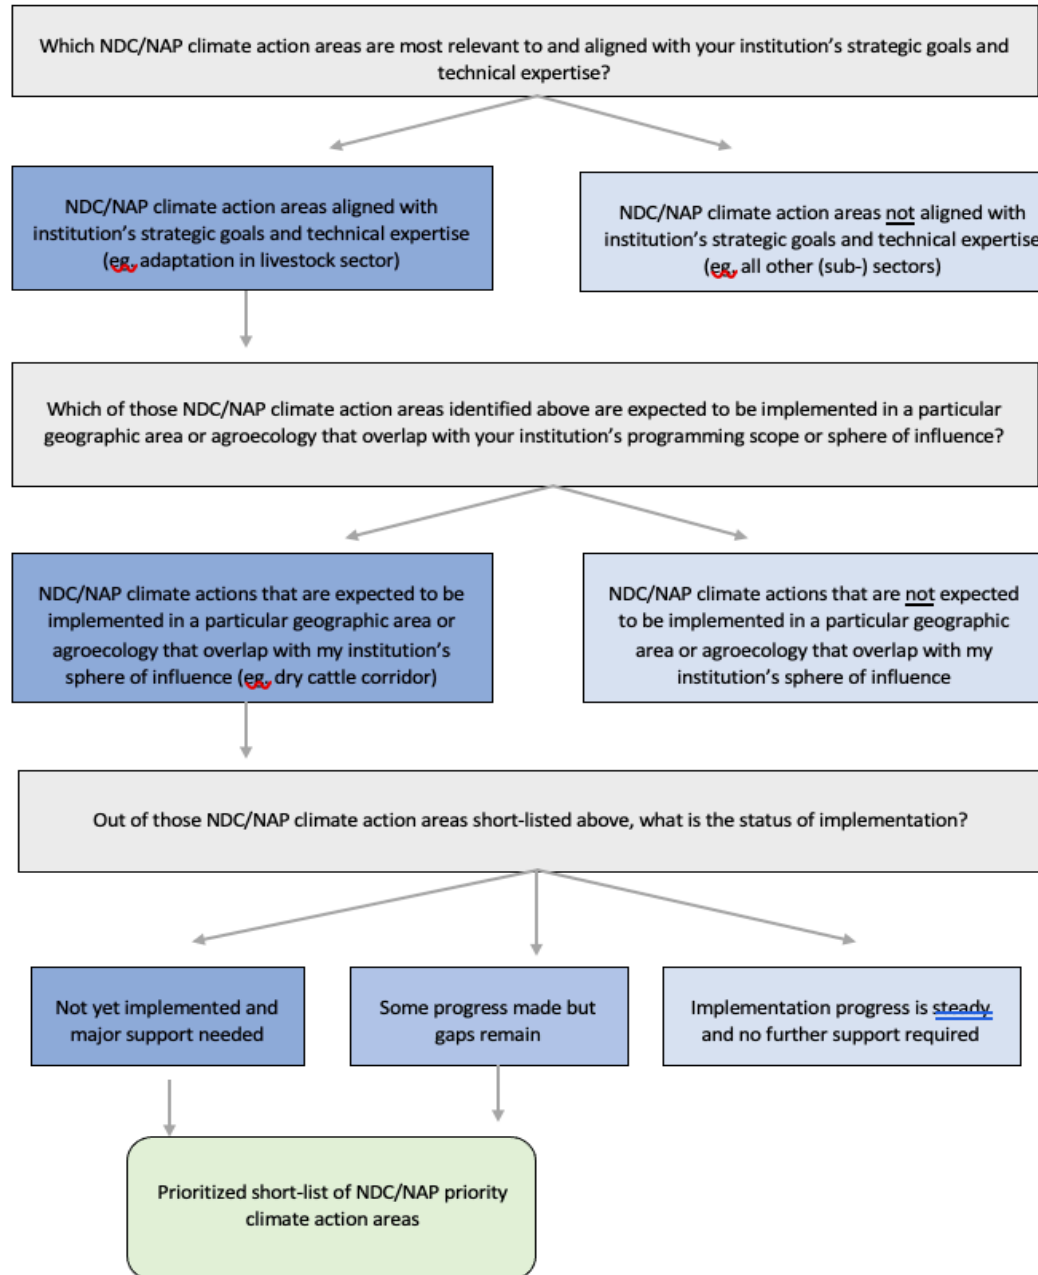 Which NDC/NAP climate action areas are most relevant to and aligned with your institution's strategic goals and
technical expertise?
NDC/NAP climate action areas aligned with
institution's strategic goals and technical expertise
(eg, adaptation in livestock sector)
NDC/NAP climate action areas not aligned with
institution's strategic goals and technical expertise
(eg, all other (sub-) sectors)
Which of those NDC/NAP climate action areas identified above are expected to be implemented in a particular
geographic area or agroecology that overlap with your institution's programming scope or sphere of influence?
NDC/NAP climate actions that are expected to be
implemented in a particular geographic area or
agroecology that overlap with my institution's
sphere of influence (eg, dry cattle corridor)
NDC/NAP climate actions that are not expected
to be implemented in a particular geographic
area or agroecology that overlap with my
institution's sphere of influence
Out of those NDC/NAP climate action areas short-listed above, what is the status of implementation?
Not yet implemented and
major support needed
Some progress made but
gaps remain
Implementation progress is steady
and no further support required
Prioritized short-list of NDC/NAP priority
climate action areas